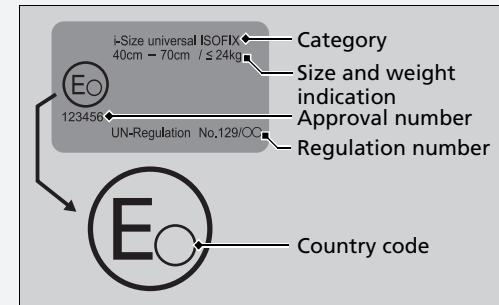 i-Size universal ISOFIX
40cm – 70cm / ≤ 24kg
E
123456
UN-Regulation No.129/○○
Category
Size and weight
indication
Approval number
Regulation number
E
Country code